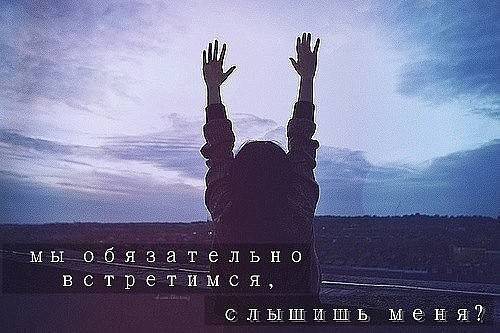 мы обязательно
встретимся,
слышишь меня?